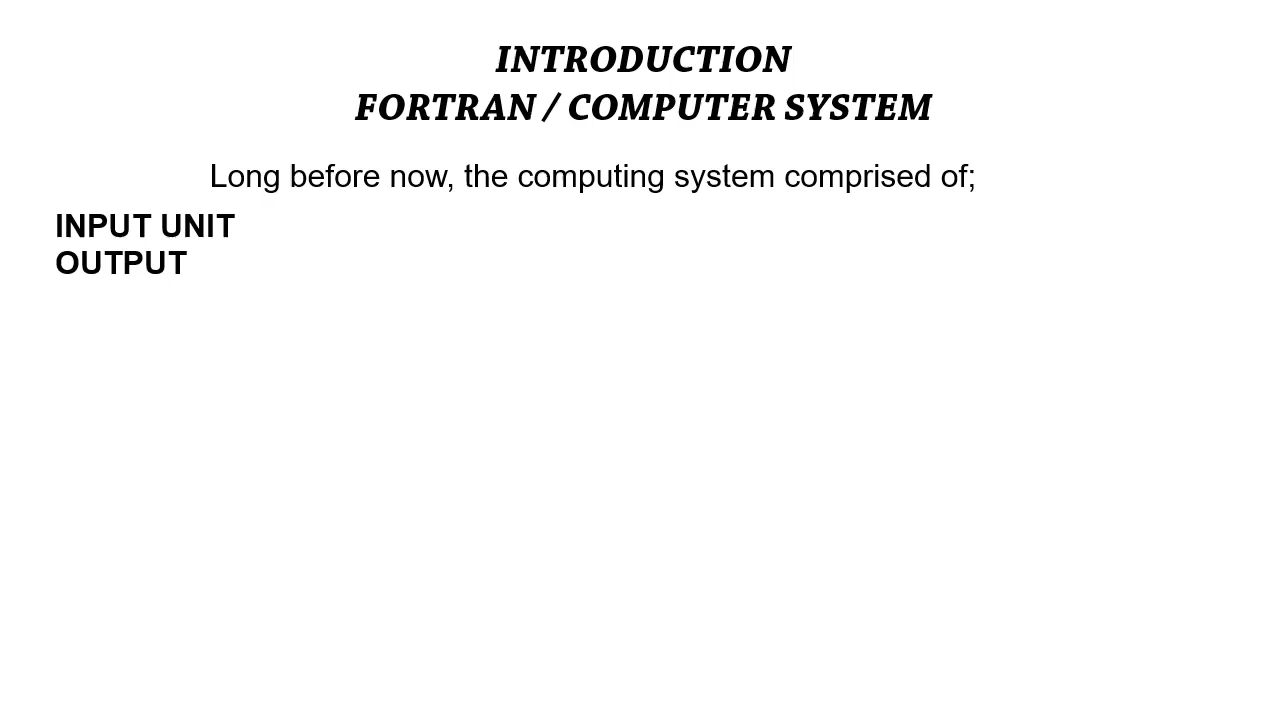 INTRODUCTION
FORTRAN / COMPUTER SYSTEM
Long before now, the computing system comprised of;
INPUT UNIT
OUTPUT